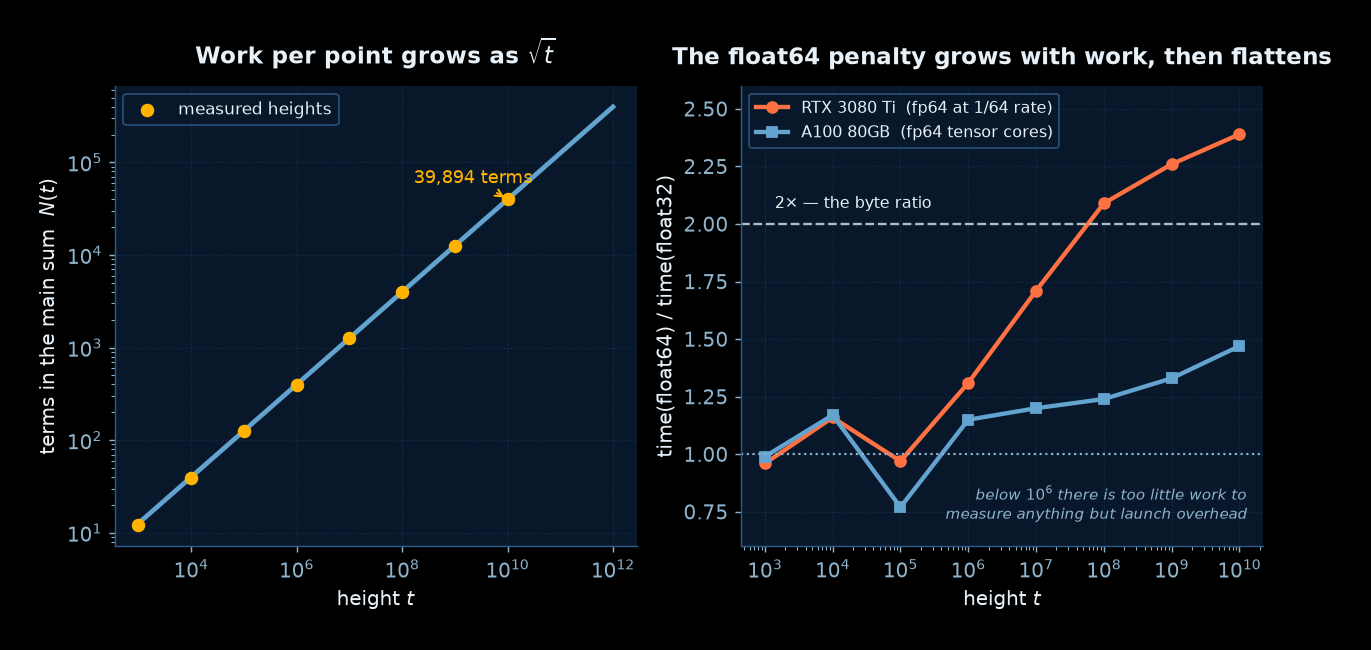 Work per point grows as √t
measured heights
39,894 terms
terms in the main sum N(t)
10⁵
10⁴
10³
10²
10¹
10⁴ 10⁶ 10⁸ 10¹⁰ 10¹²
height t
The float64 penalty grows with work, then flattens
RTX 3080 Ti (fp64 at 1/64 rate)
A100 80GB (fp64 tensor cores)
2× — the byte ratio
time(float64) / time(float32)
2.50
2.25
2.00
1.75
1.50
1.25
1.00
0.75
below 10⁶ there is too little work to
measure anything but launch overhead
10³ 10⁴ 10⁵ 10⁶ 10⁷ 10⁸ 10⁹ 10¹⁰
height t